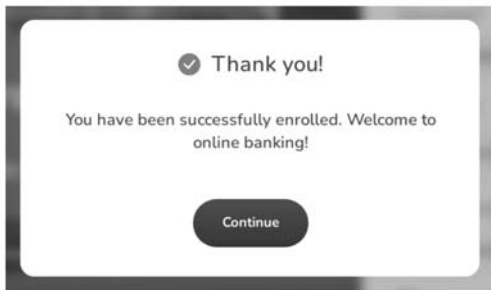 Thank you!
You have been successfully enrolled. Welcome to
online banking!
Continue